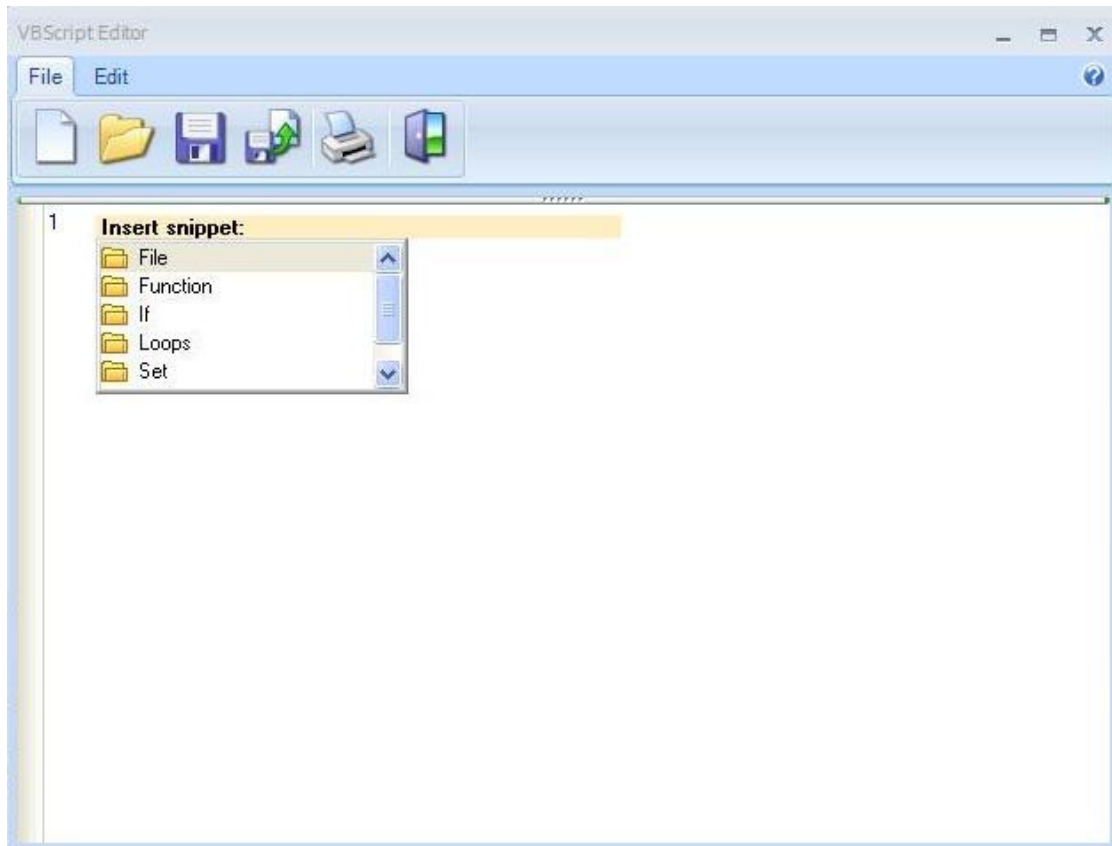 VBScript Editor
File Edit
1 Insert snippet:
File
Function
If
Loops
Set